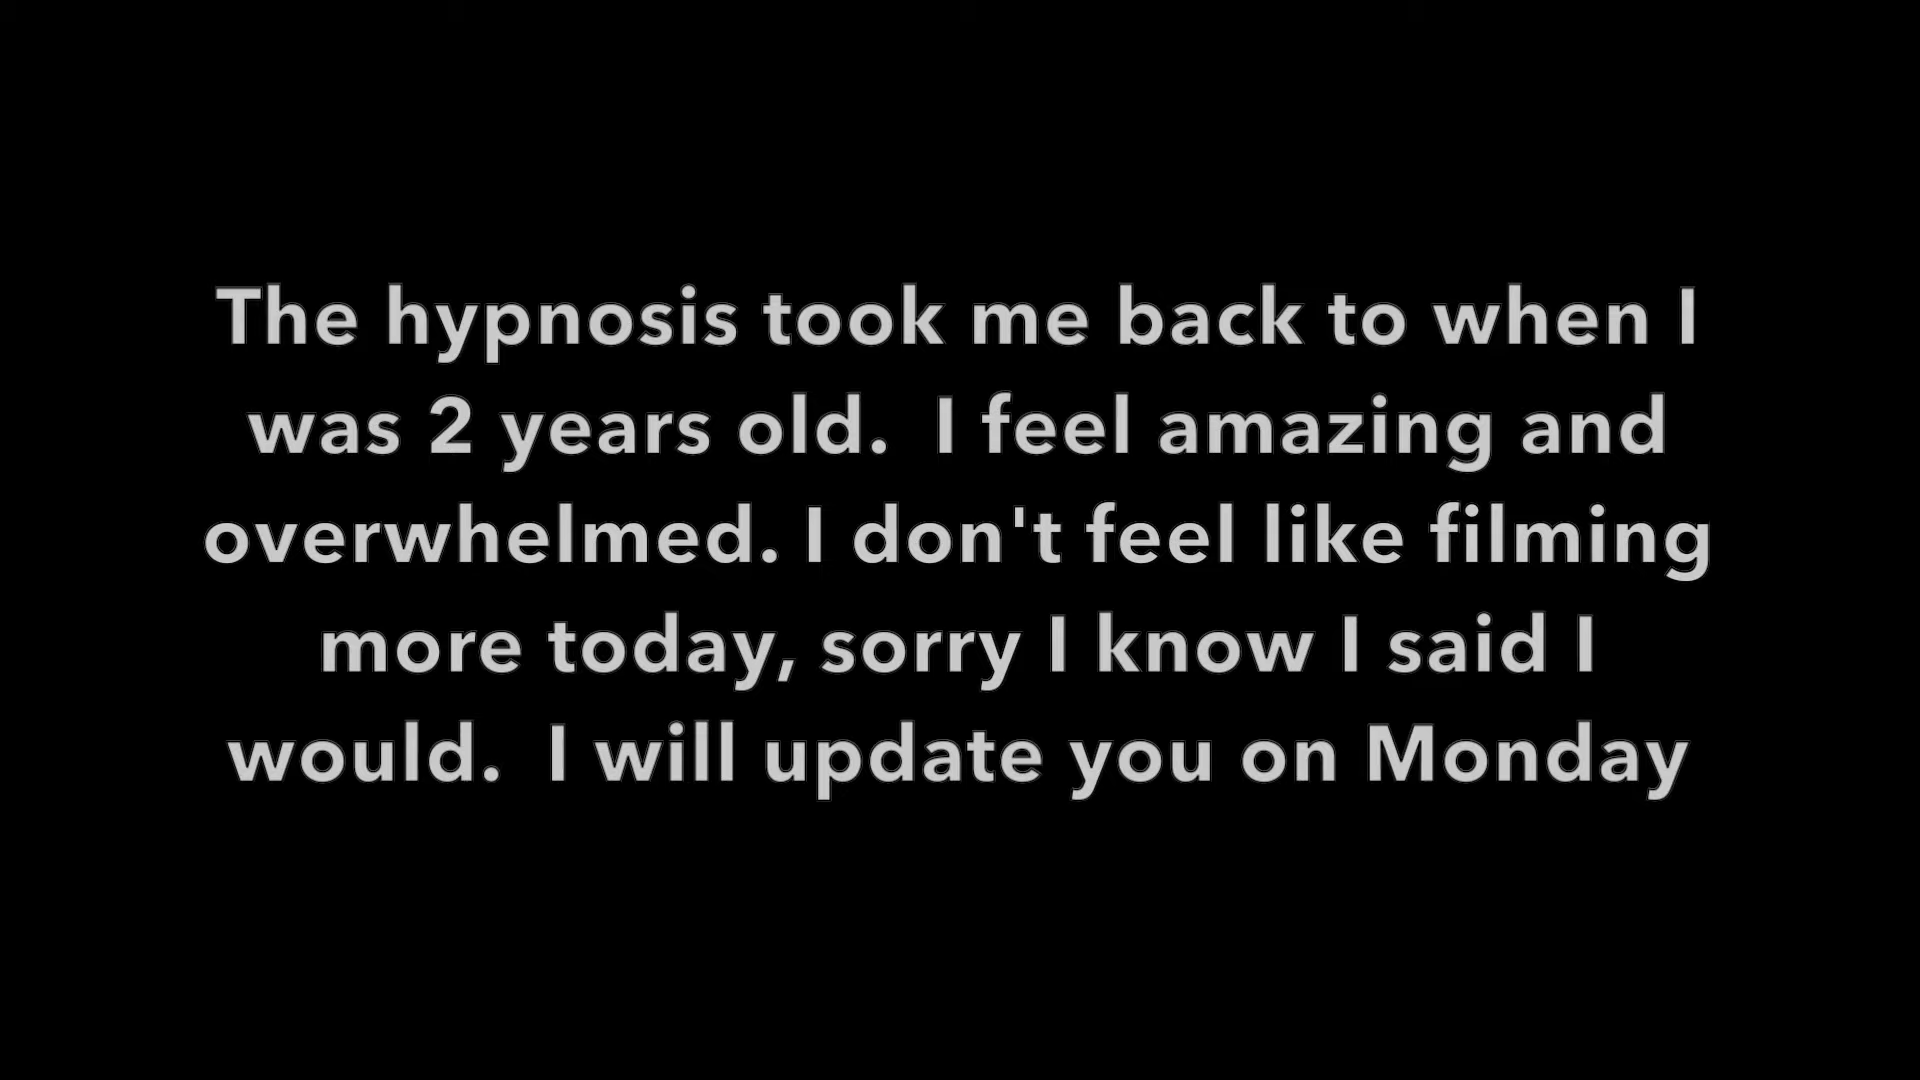 The hypnosis took me back to when I
was 2 years old.  I feel amazing and
overwhelmed. I don't feel like filming
more today, sorry I know I said I
would.  I will update you on Monday